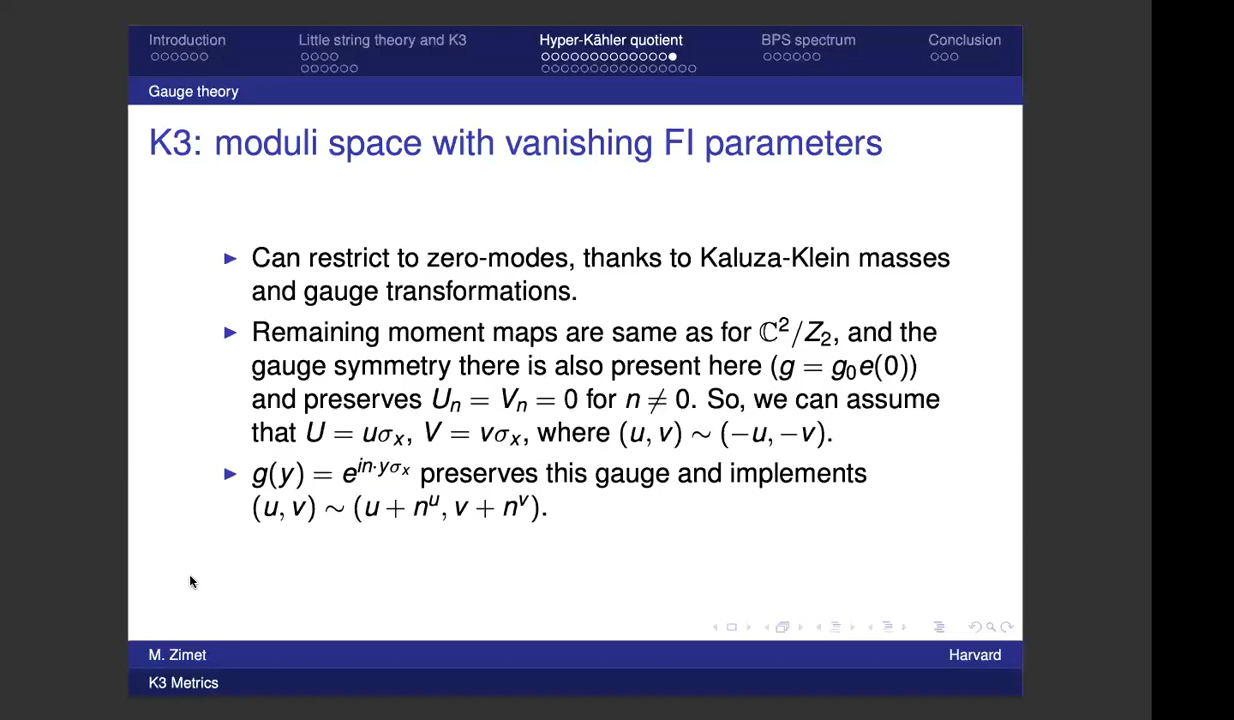 Introduction
Little string theory and K3
Hyper-Kähler quotient
BPS spectrum
Conclusion
Gauge theory
K3: moduli space with vanishing FI parameters
Can restrict to zero-modes, thanks to Kaluza-Klein masses
and gauge transformations.
Remaining moment maps are same as for ℂ²/Z₂, and the
gauge symmetry there is also present here (g = g₀e(0))
and preserves Uₙ = Vₙ = 0 for n ≠ 0. So, we can assume
that U = uσₓ, V = vσₓ, where (u, v) ∼ (−u, −v).
g(y) = e^{in·yσₓ} preserves this gauge and implements
(u, v) ∼ (u + nᵘ, v + nᵛ).
M. Zimet
Harvard
K3 Metrics